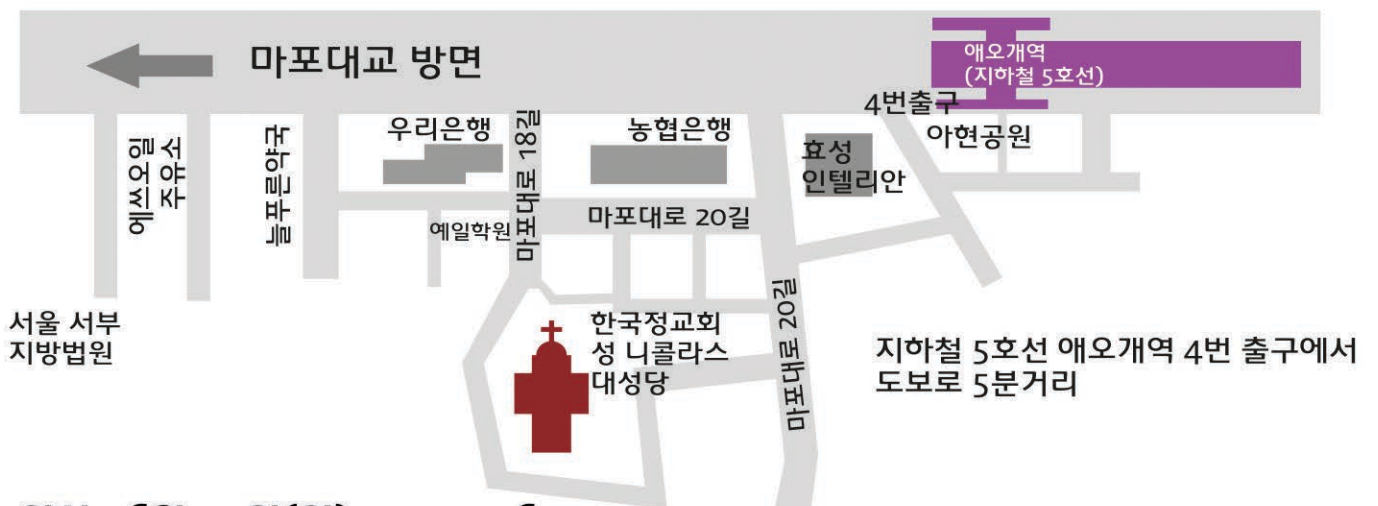 마포대교 방면
애오개역
(지하철 5호선)
4번출구
에쓰오일
주유소
늘푸른약국
우리은행
마포대로 18길
농협은행
효성
인텔리안
아현공원
예일학원
마포대로 20길
마포대로 20길
서울 서부
지방법원
한국정교회
성 니콜라스
대성당
지하철 5호선 애오개역 4번 출구에서
도보로 5분거리